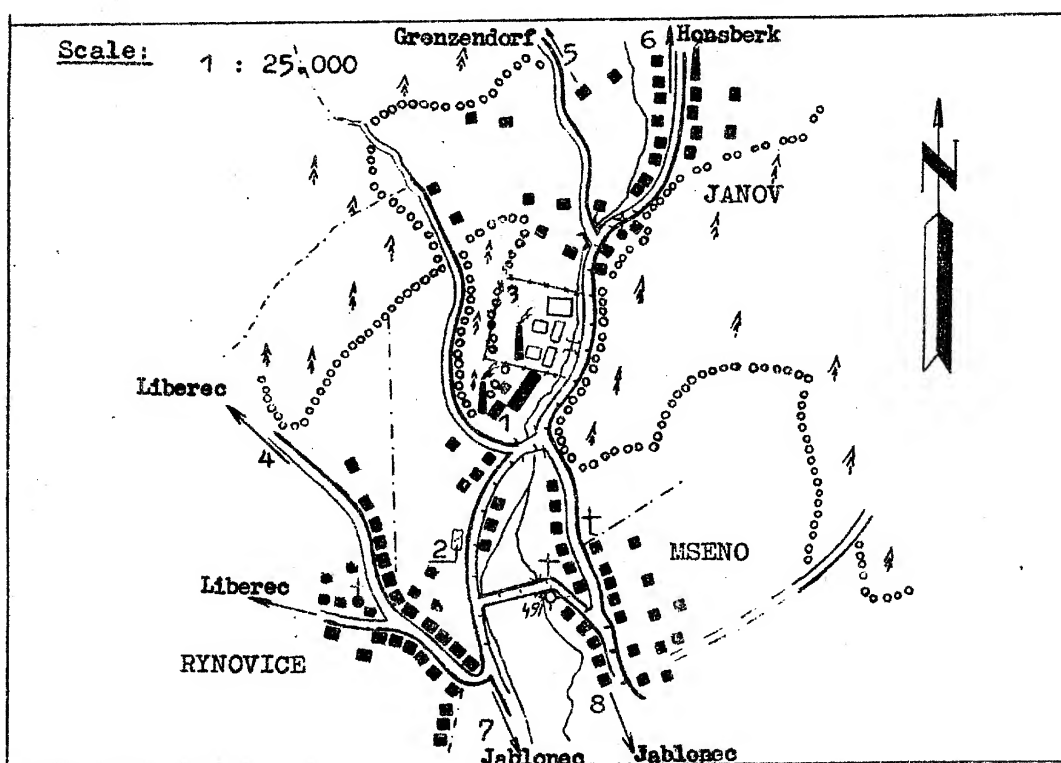 Scale:
1 : 25.000
Grenzendorf
5
6
Honsberk
N
JANOV
3
Liberec
1
4
2
MSENO
Liberec
491
RYNOVICE
7
8
Jablonec
Jablonec